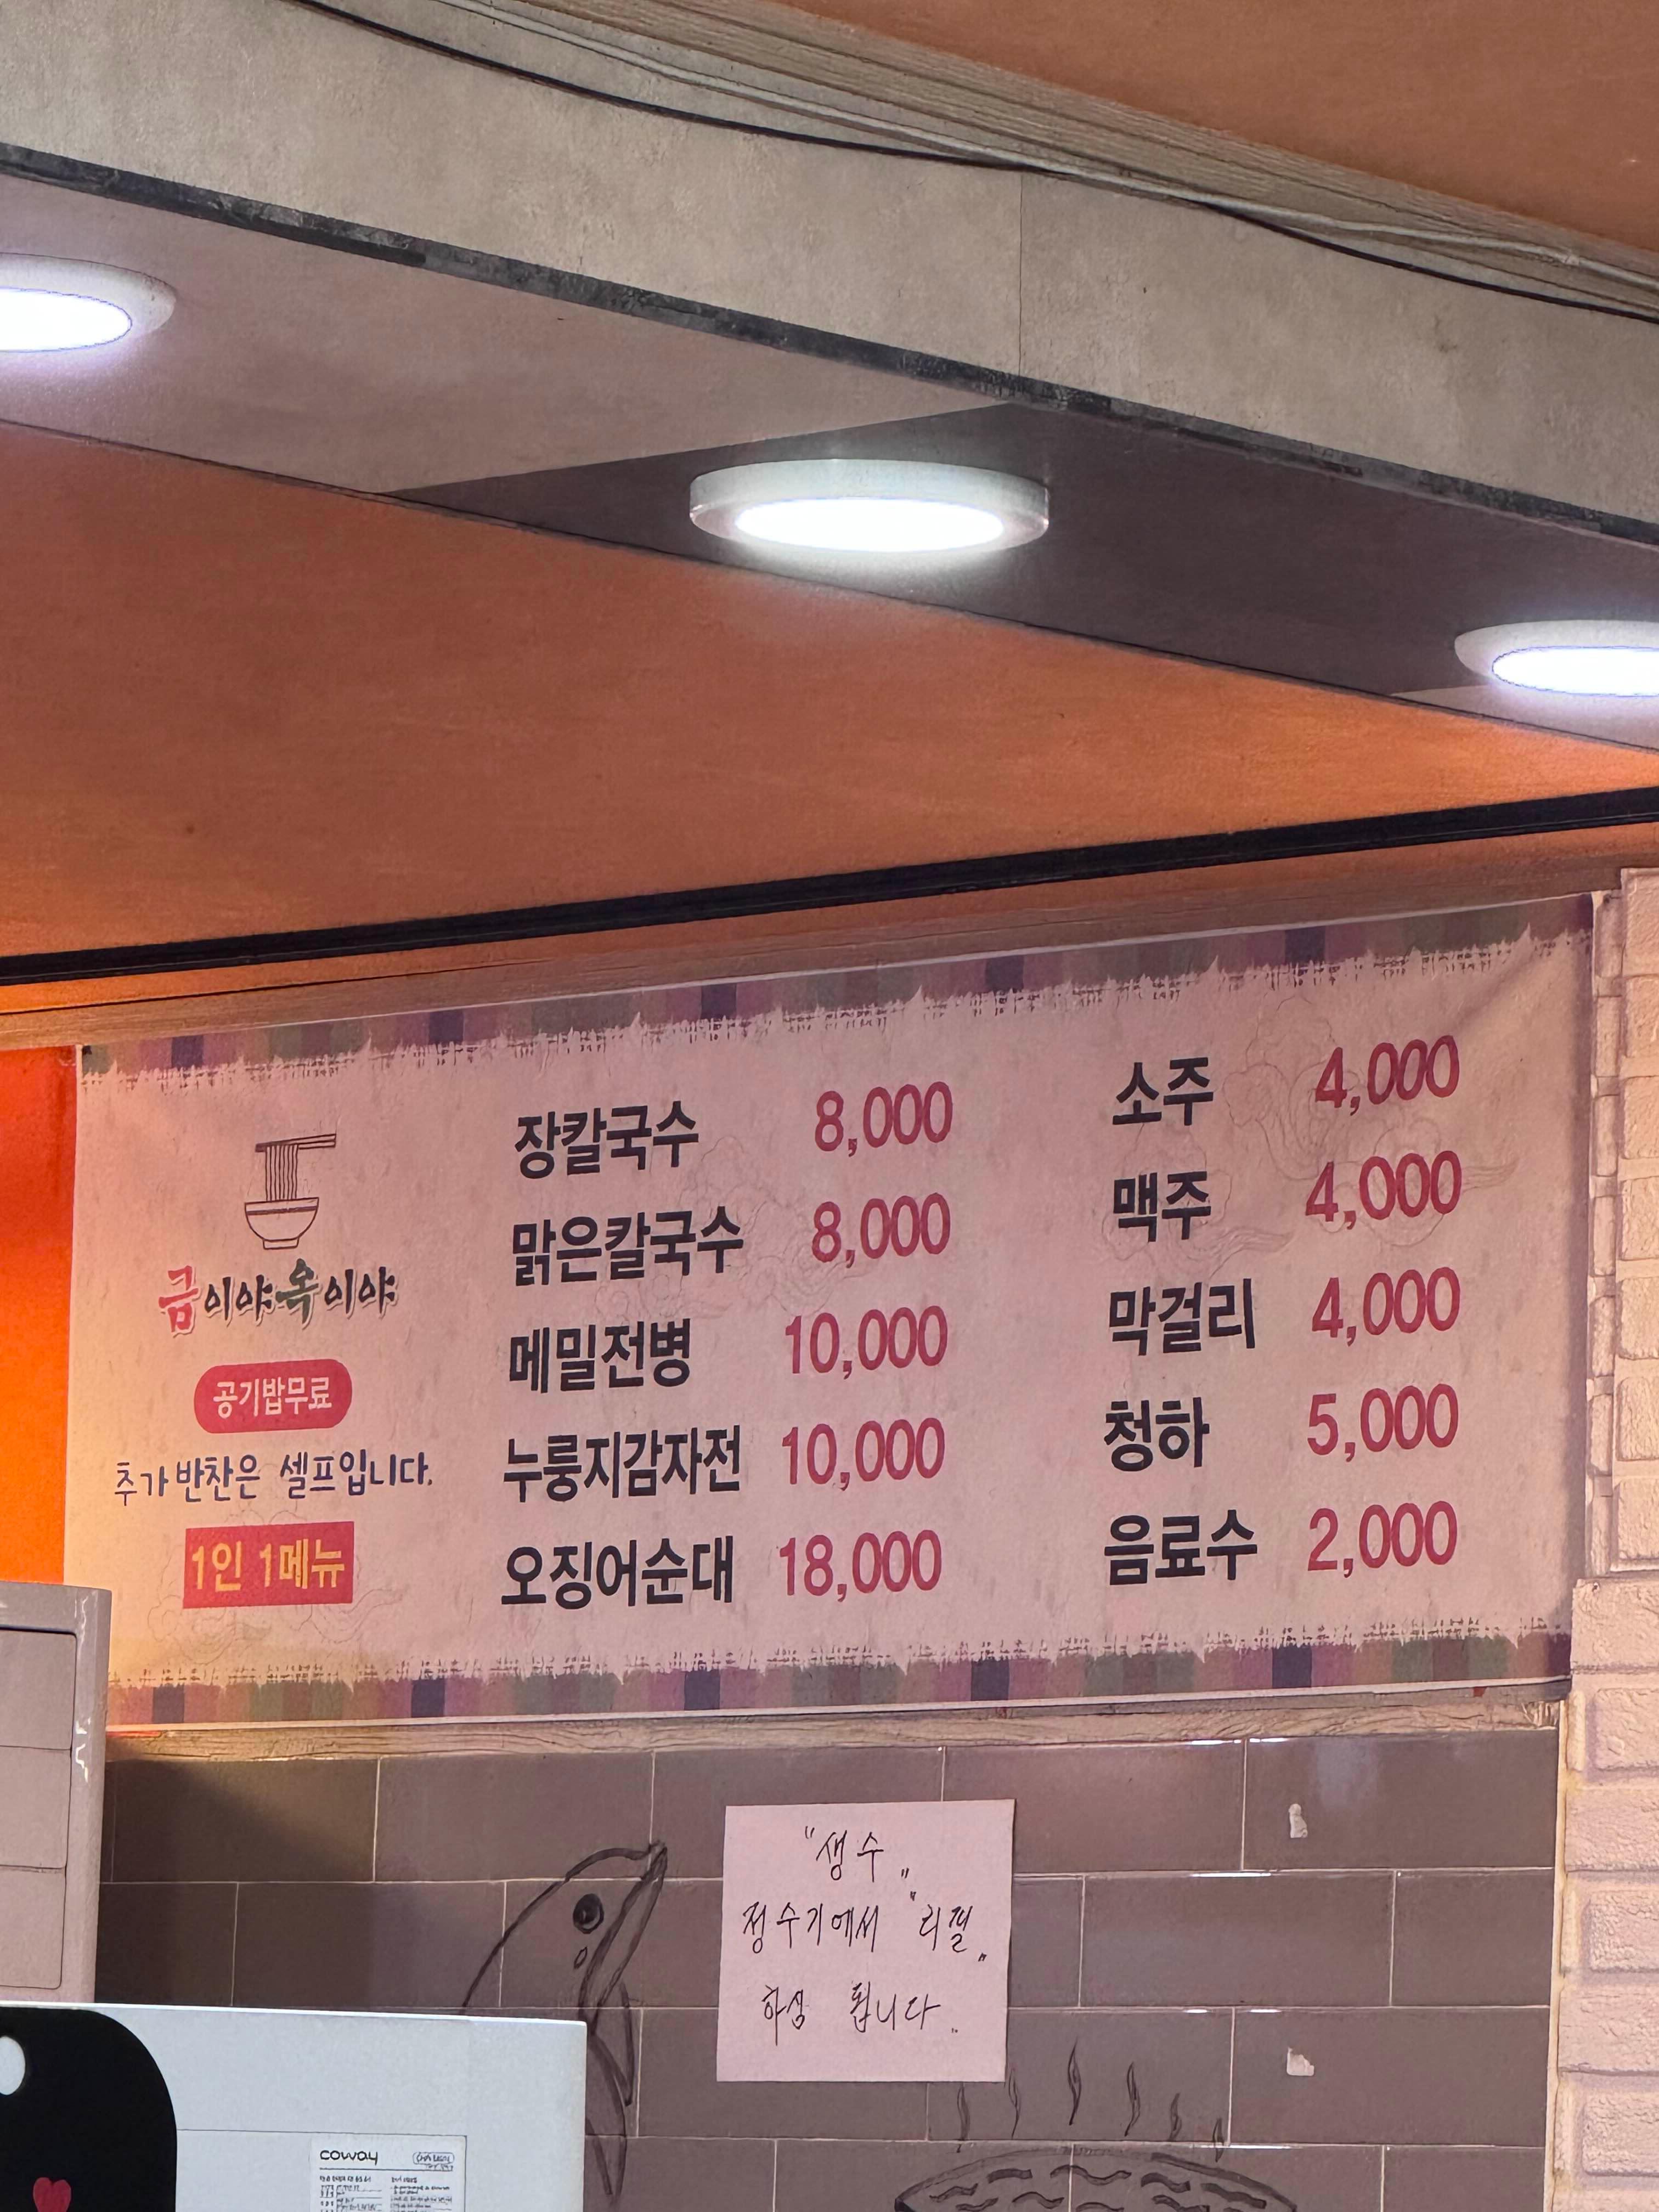 금이야옥이야
공기밥무료
추가 반찬은 셀프입니다.
1인 1메뉴
장칼국수 8,000
맑은칼국수 8,000
메밀전병 10,000
누룽지감자전 10,000
오징어순대 18,000
소주 4,000
맥주 4,000
막걸리 4,000
청하 5,000
음료수 2,000
"생수"
정수기에서 "리필"
하심 됩니다.
coway